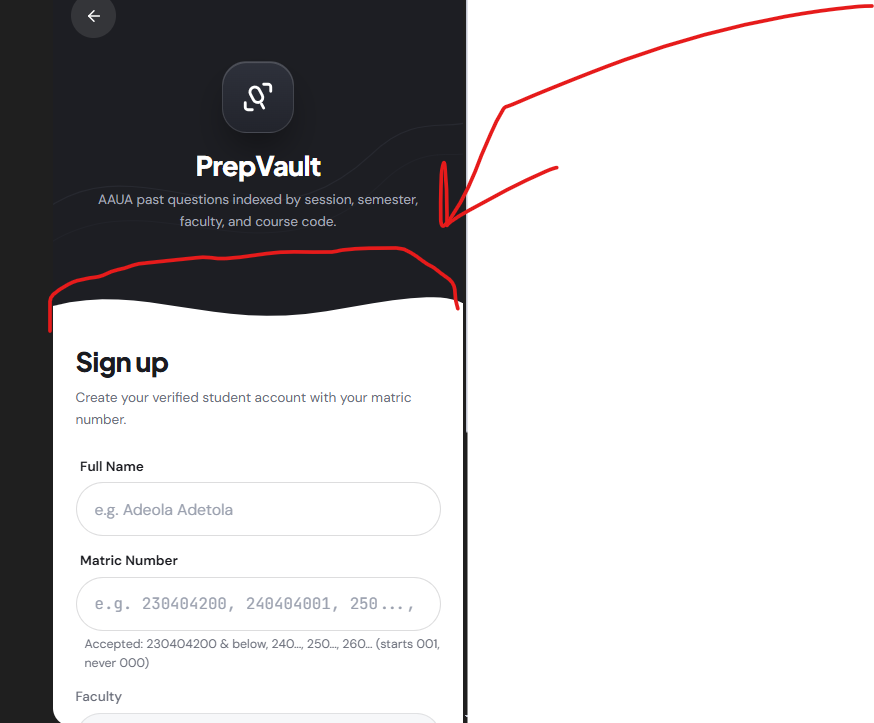 PrepVault
AAUA past questions indexed by session, semester,
faculty, and course code.
Sign up
Create your verified student account with your matric
number.
Full Name
e.g. Adeola Adetola
Matric Number
e.g. 230404200, 240404001, 250...,
Accepted: 230404200 & below, 240…, 250…, 260… (starts 001,
never 000)
Faculty